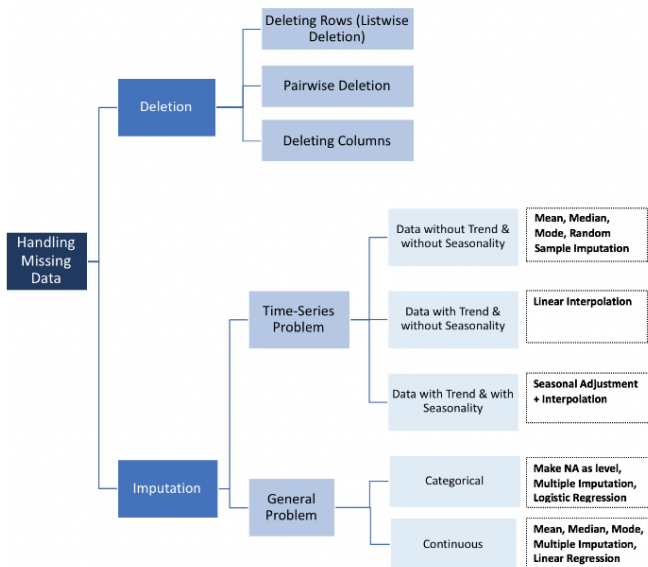 Deleting Rows (Listwise
Deletion)
Deletion
Pairwise Deletion
Deleting Columns
Handling
Missing
Data
Data without Trend &
without Seasonality
Mean, Median,
Mode, Random
Sample Imputation
Time-Series
Problem
Data with Trend &
without Seasonality
Linear Interpolation
Data with Trend & with
Seasonality
Seasonal Adjustment
+ Interpolation
Imputation
General
Problem
Categorical
Make NA as level,
Multiple Imputation,
Logistic Regression
Continuous
Mean, Median, Mode,
Multiple Imputation,
Linear Regression